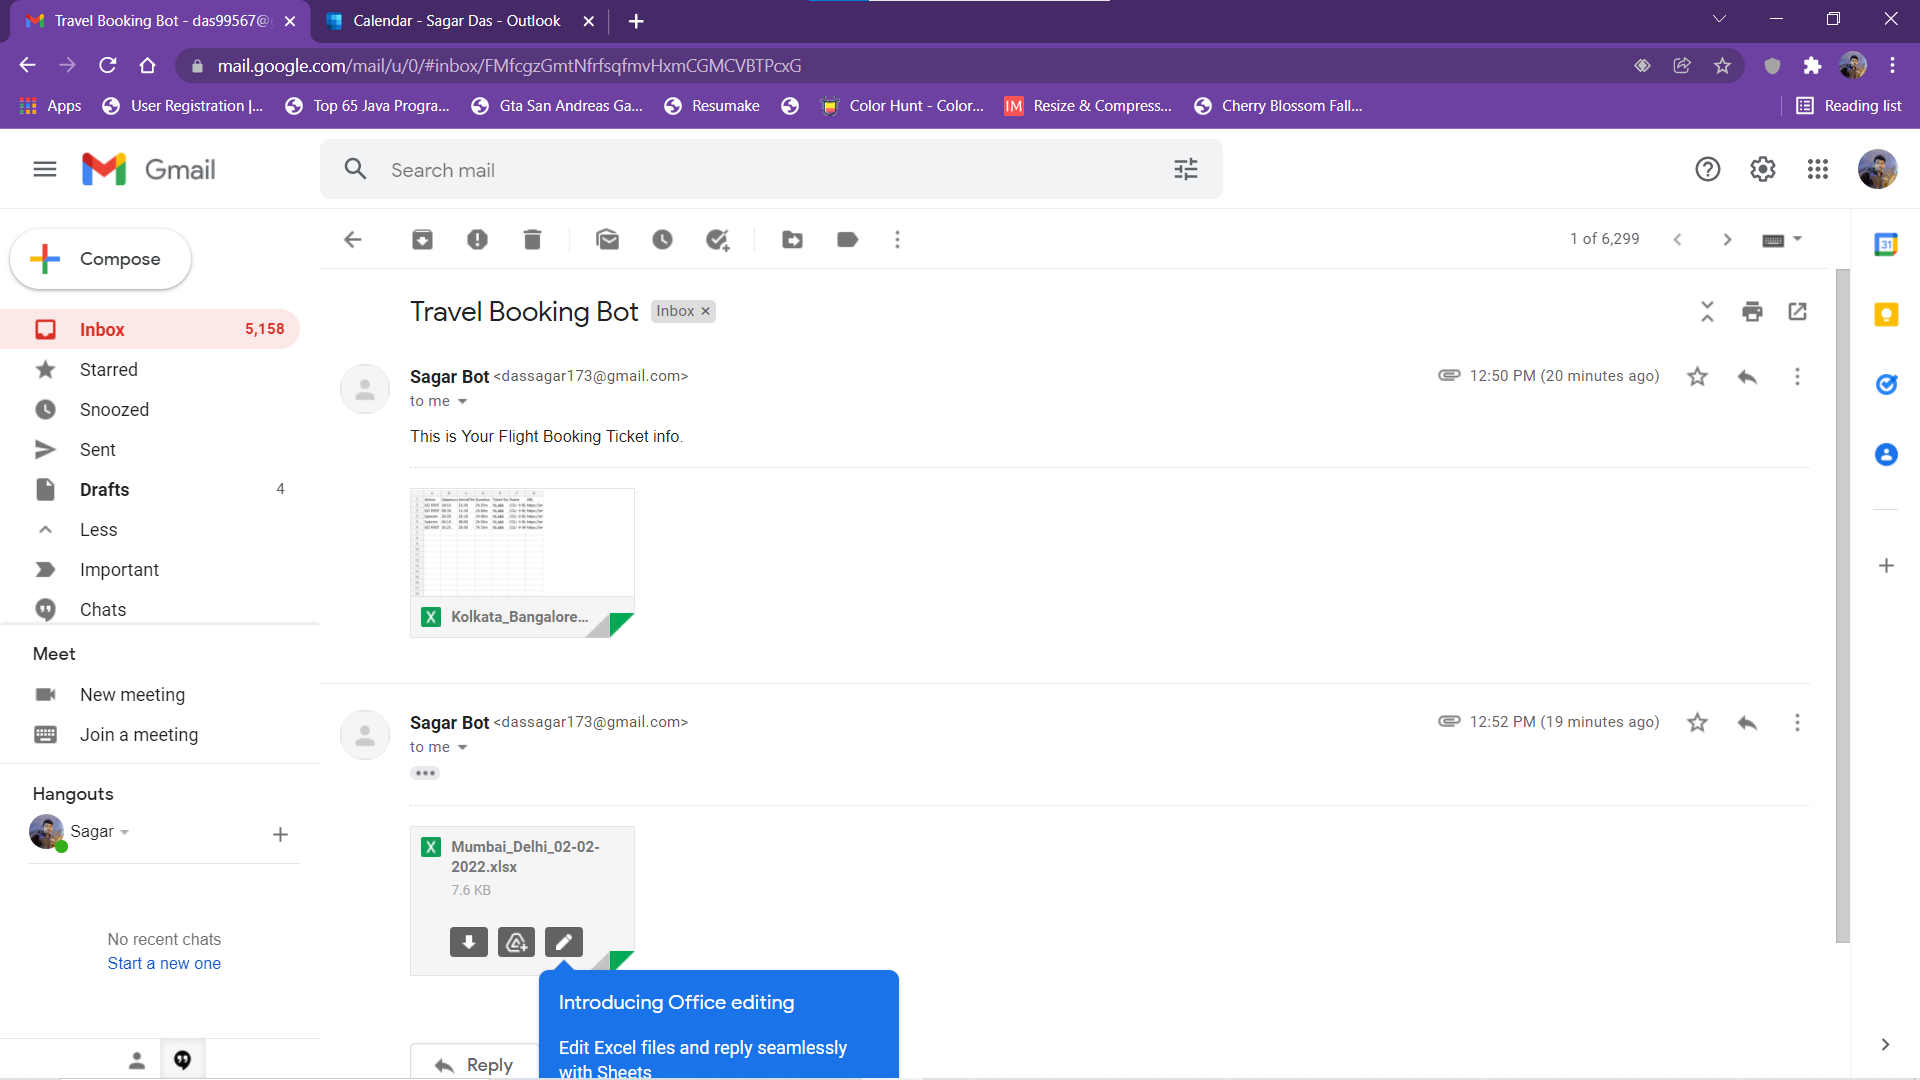 Travel Booking Bot - das99567@
Calendar - Sagar Das - Outlook
mail.google.com/mail/u/0/#inbox/FMfcgzGmtNfrfsqfmvHxmCGMCVBTPcxG
Apps
User Registration |...
Top 65 Java Progra...
Gta San Andreas Ga...
Resumake
Color Hunt - Color...
IM Resize & Compress...
Cherry Blossom Fall...
Reading list
Gmail
Search mail
Compose
1 of 6,299
31
Inbox 5,158
Starred
Snoozed
Sent
Drafts 4
Less
Important
Chats
Meet
New meeting
Join a meeting
Hangouts
Sagar
No recent chats
Start a new one
Travel Booking Bot
Inbox ×
Sagar Bot <dassagar173@gmail.com>
12:50 PM (20 minutes ago)
to me
This is Your Flight Booking Ticket info.
X Kolkata_Bangalore...
Sagar Bot <dassagar173@gmail.com>
12:52 PM (19 minutes ago)
to me
X Mumbai_Delhi_02-02-
2022.xlsx
7.6 KB
Introducing Office editing
Edit Excel files and reply seamlessly
with Sheets
Reply